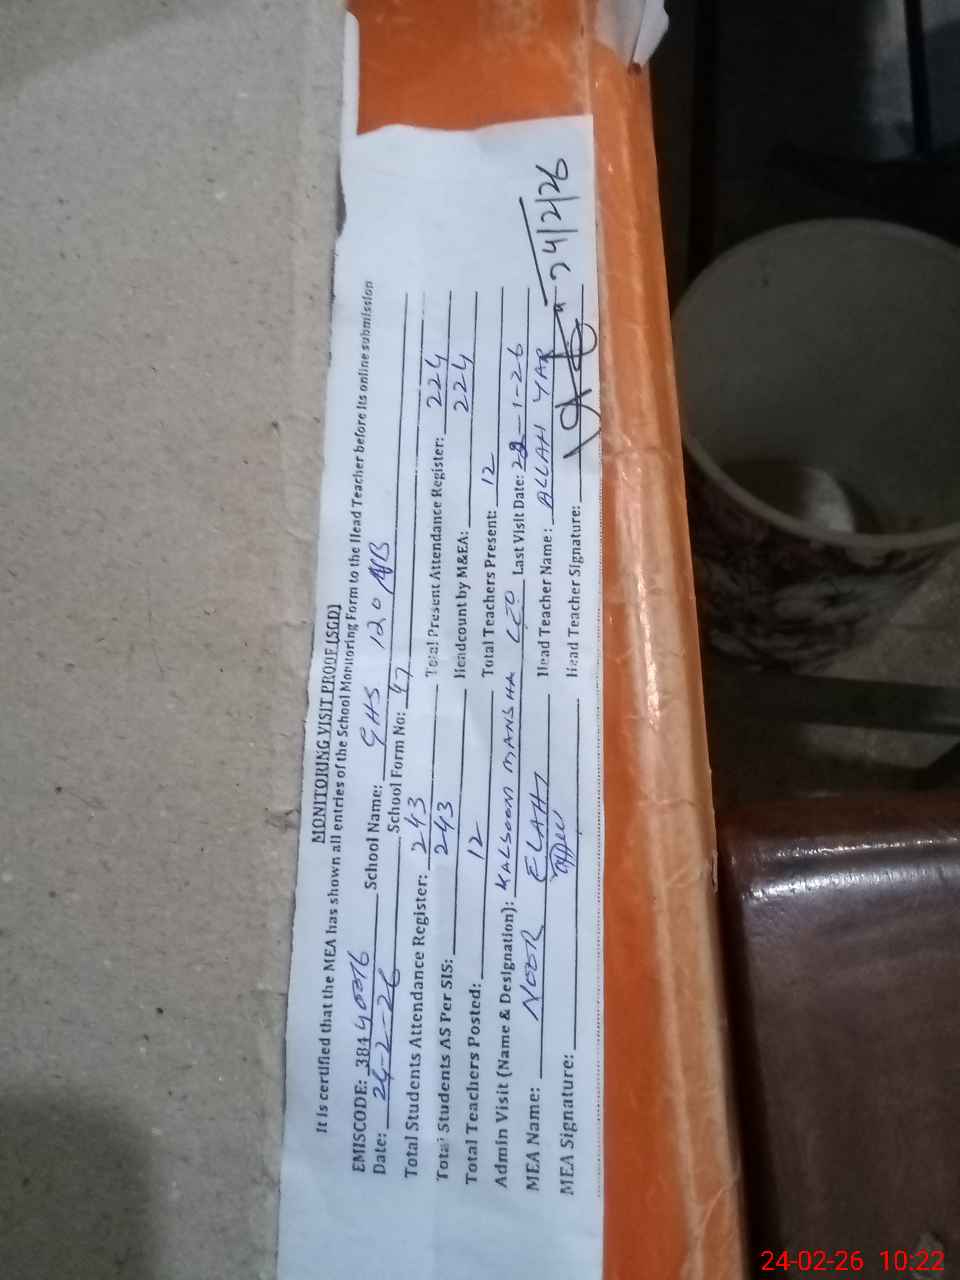 MONITORING VISIT PROOF (SGD)
It is certified that the MEA has shown all entries of the School Monitoring Form to the Head Teacher before its online submission
EMISCODE: 38440076 School Name: GHS 120 NB
Date: 24-2-26 School Form No: 47
Total Students Attendance Register: 243 Total Present Attendance Register: 224
Total Students AS Per SIS: 243 Headcount by M&EA: 224
Total Teachers Posted: 12 Total Teachers Present: 12
Admin Visit (Name & Designation): KALSOOM MANSHA Last Visit Date: -1-26
MEA Name: NOOR ELAHI Head Teacher Name: ALLAH YAR
MEA Signature: Head Teacher Signature: 24/2/26
24-02-26 10:22